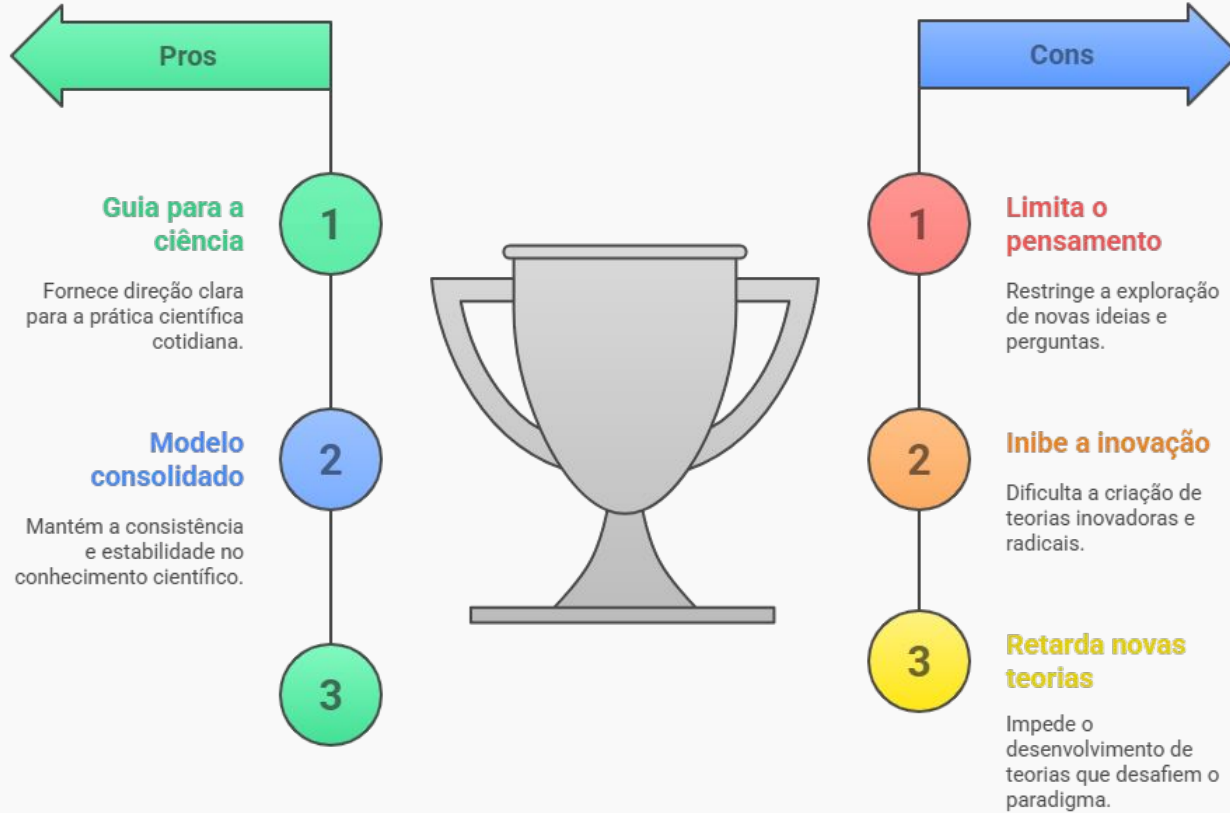 Pros
1
Guia para a
ciência
Fornece direção clara
para a prática científica
cotidiana.
2
Modelo
consolidado
Mantém a consistência
e estabilidade no
conhecimento científico.
3
Cons
1
Limita o
pensamento
Restringe a exploração
de novas ideias e
perguntas.
2
Inibe a inovação
Dificulta a criação de
teorias inovadoras e
radicais.
3
Retarda novas
teorias
Impede o
desenvolvimento de
teorias que desafiem o
paradigma.